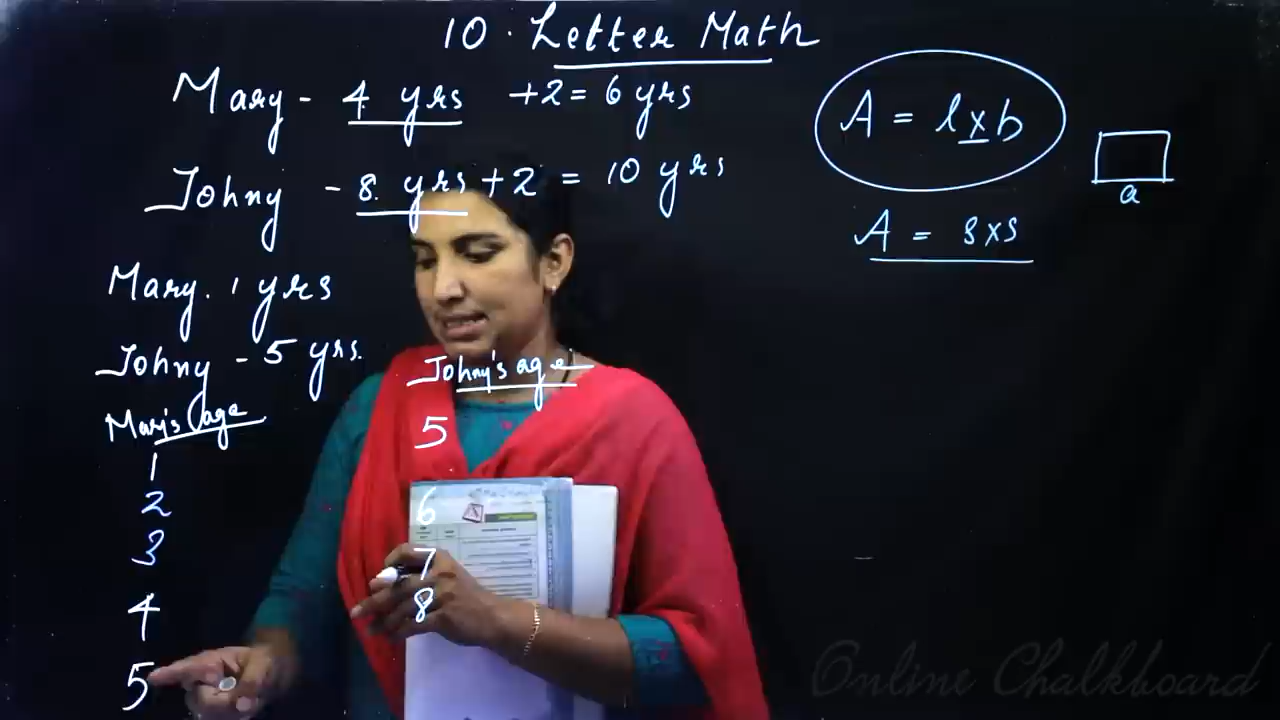 10. Letter Math
Mary - 4 yrs +2 = 6 yrs
Johny - 8 yrs + 2 = 10 yrs
A = l x b
a
A = s x s
Mary. 1 yrs
Johny - 5 yrs.
Mary's age Johny's age
1 5
2 6
3 7
4 8
5
Online Chalkboard